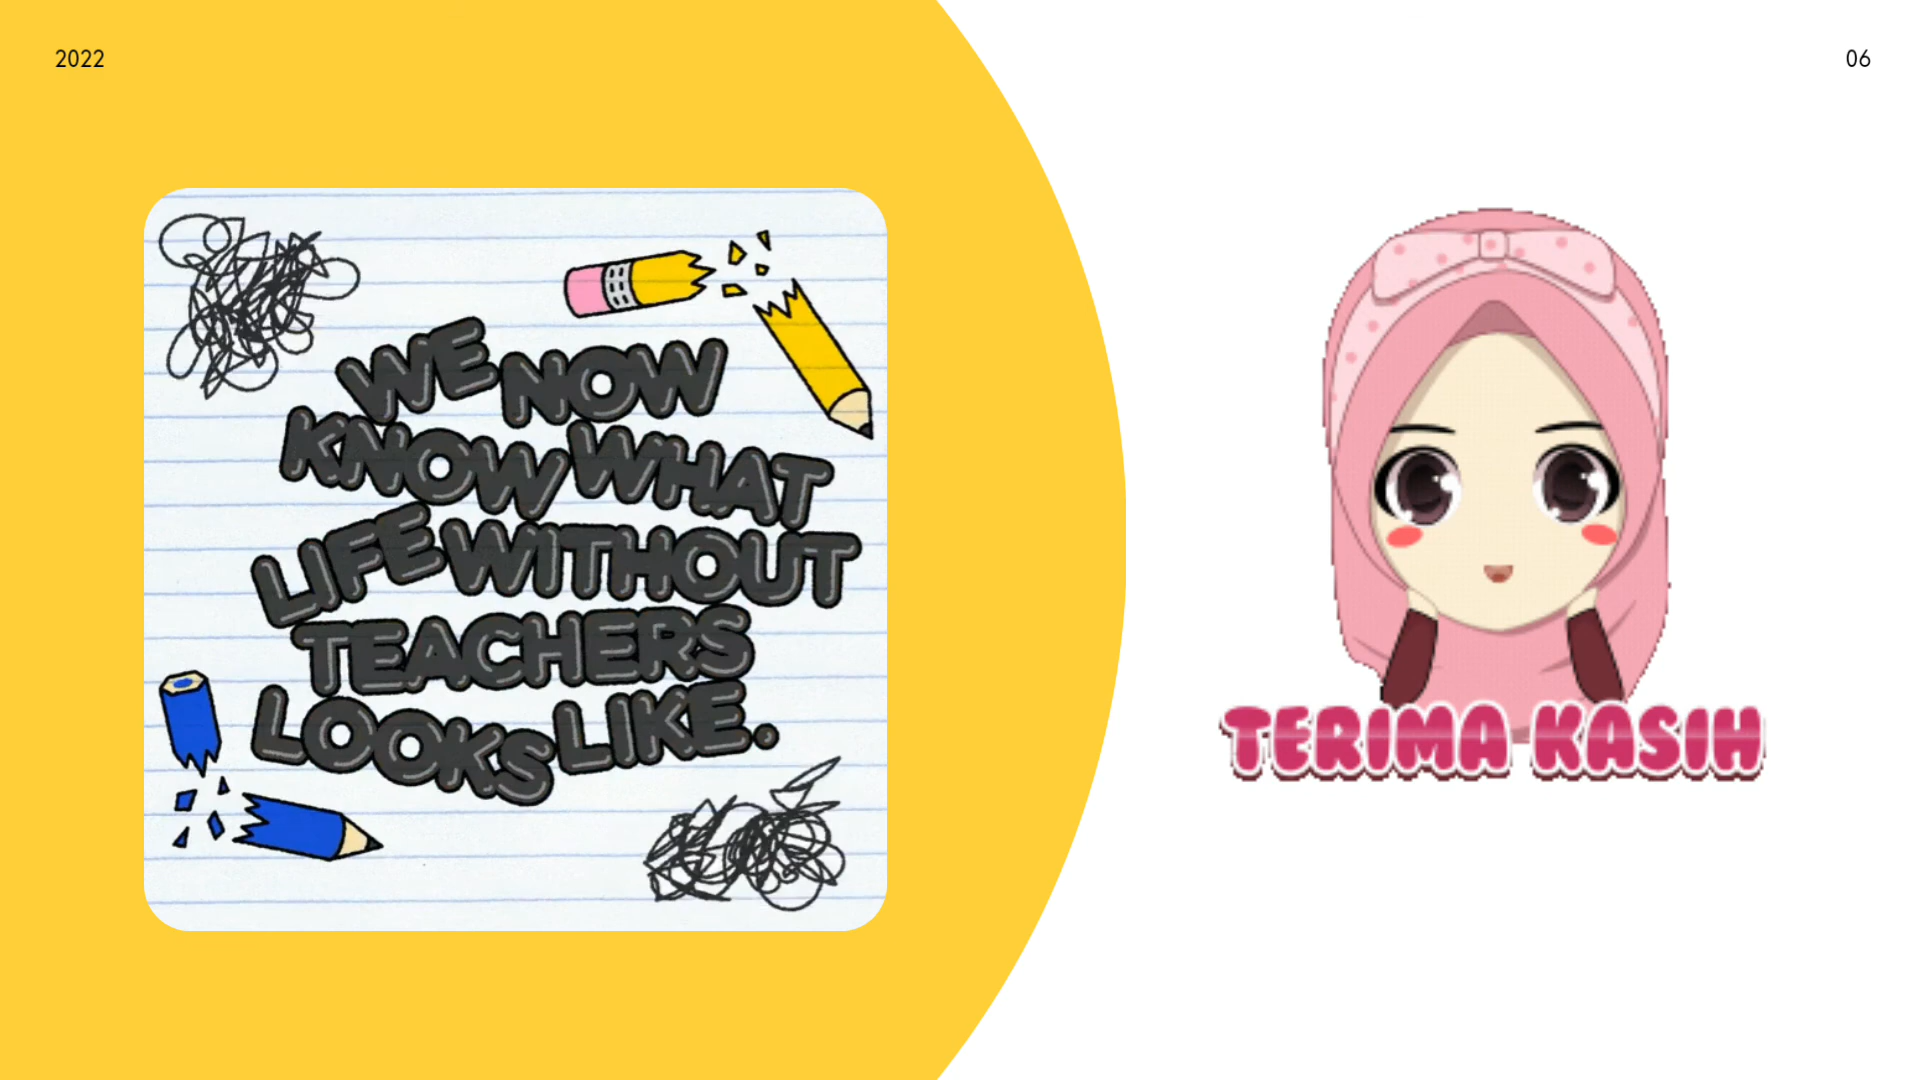 2022
06
WE NOW
KNOW WHAT
LIFE WITHOUT
TEACHERS
LOOKS LIKE.
TERIMA KASIH